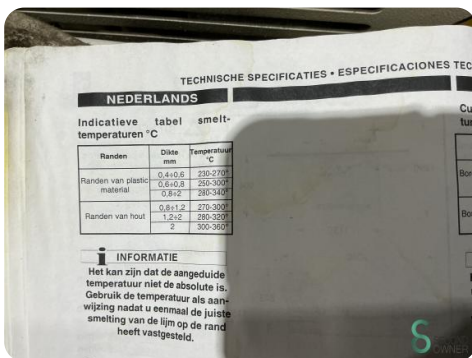 TECHNISCHE SPECIFICATIES • ESPECIFICACIONES TEC
NEDERLANDS
Indicatieve tabel smelt-
temperaturen °C
Randen Dikte mm Temperatuur °C
Randen van plastic material 0,4÷0,6 230-270°
0,6÷0,8 250-300°
0,8÷2 280-340°
Randen van hout 0,8÷1,2 270-300°
1,2÷2 280-320°
2 300-360°
i INFORMATIE
Het kan zijn dat de aangeduide
temperatuur niet de absolute is.
Gebruik de temperatuur als aan-
wijzing nadat u eenmaal de juiste
smelting van de lijm op de rand
heeft vastgesteld.
Cu
tu
Bor
Bo
OWNER